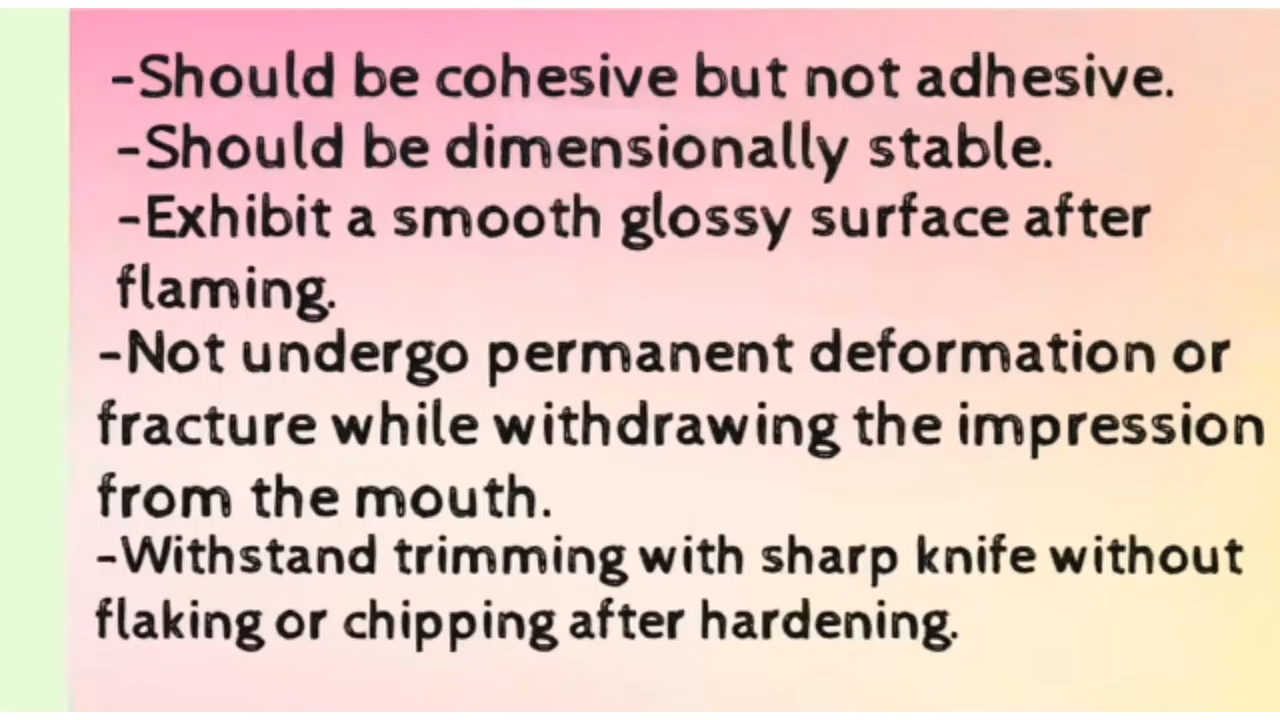 -Should be cohesive but not adhesive.
-Should be dimensionally stable.
-Exhibit a smooth glossy surface after
flaming.
-Not undergo permanent deformation or
fracture while withdrawing the impression
from the mouth.
-Withstand trimming with sharp knife without
flaking or chipping after hardening.